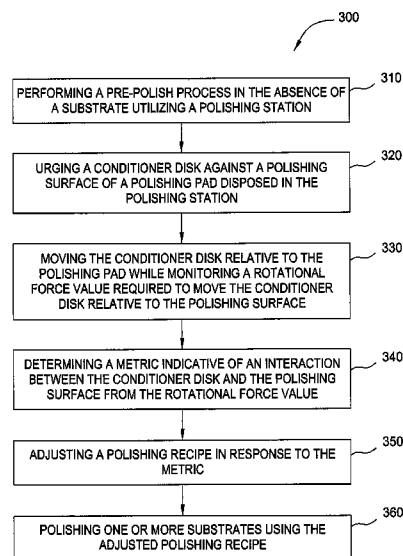 300
PERFORMING A PRE-POLISH PROCESS IN THE ABSENCE OF
A SUBSTRATE UTILIZING A POLISHING STATION
310
URGING A CONDITIONER DISK AGAINST A POLISHING
SURFACE OF A POLISHING PAD DISPOSED IN THE
POLISHING STATION
320
MOVING THE CONDITIONER DISK RELATIVE TO THE
POLISHING PAD WHILE MONITORING A ROTATIONAL
FORCE VALUE REQUIRED TO MOVE THE CONDITIONER
DISK RELATIVE TO THE POLISHING SURFACE
330
DETERMINING A METRIC INDICATIVE OF AN INTERACTION
BETWEEN THE CONDITIONER DISK AND THE POLISHING
SURFACE FROM THE ROTATIONAL FORCE VALUE
340
ADJUSTING A POLISHING RECIPE IN RESPONSE TO THE
METRIC
350
POLISHING ONE OR MORE SUBSTRATES USING THE
ADJUSTED POLISHING RECIPE
360